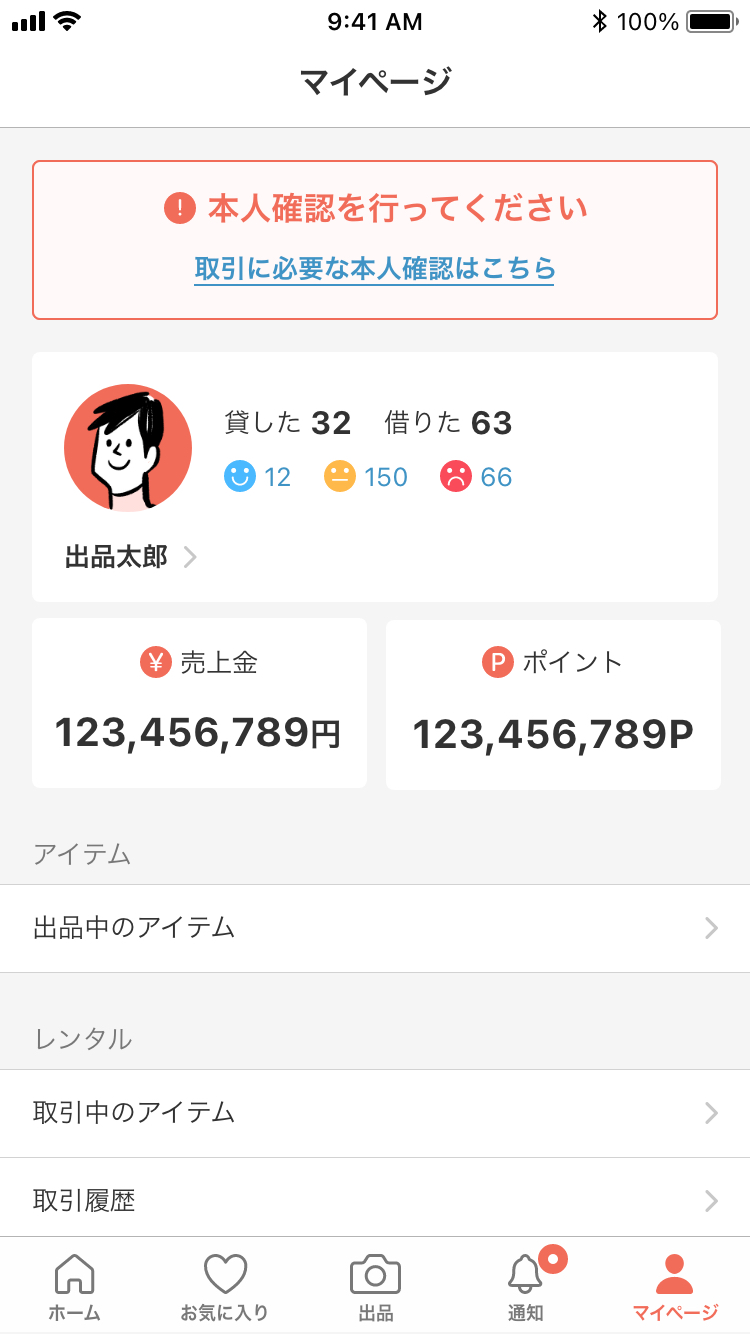 9:41 AM 100%
マイページ
! 本人確認を行ってください
取引に必要な本人確認はこちら
貸した 32 借りた 63
12 150 66
出品太郎
¥ 売上金
123,456,789円
P ポイント
123,456,789P
アイテム
出品中のアイテム
レンタル
取引中のアイテム
取引履歴
ホーム お気に入り 出品 通知 マイページ